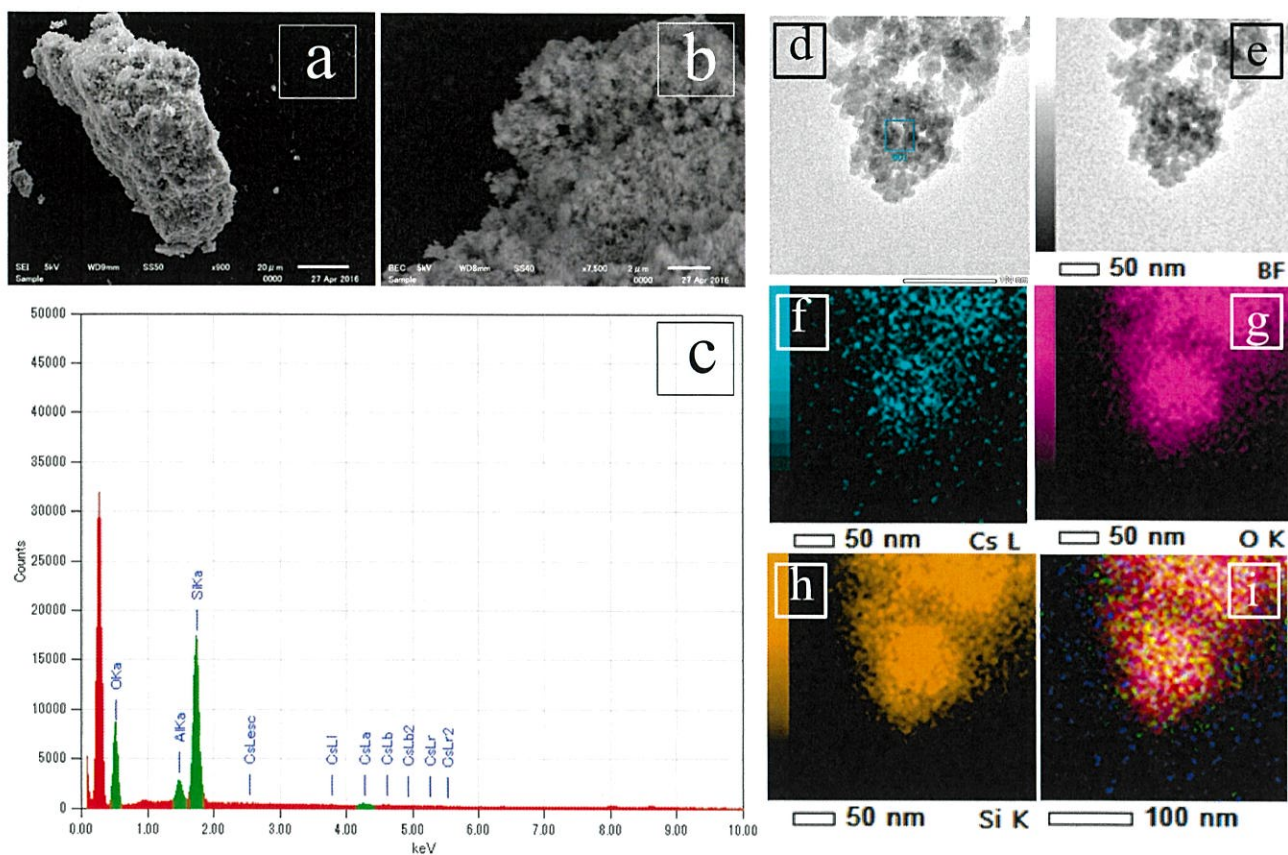 a
SEI 5kV WD9mm SS50 x900 20μm
Sample 0000 27 Apr 2016
b
BEC 5kV WD8mm SS40 x7,500 2μm
Sample 0000 27 Apr 2016
c
50000
45000
40000
35000
30000
25000
20000
15000
10000
5000
0
Counts
OKa
AlKa
SiKa
CsLesc
CsLl
CsLa
CsLb
CsLb2
CsLr
CsLr2
0.00 1.00 2.00 3.00 4.00 5.00 6.00 7.00 8.00 9.00 10.00
keV
d
e
50 nm BF
f
50 nm Cs L
g
50 nm O K
h
50 nm Si K
i
100 nm